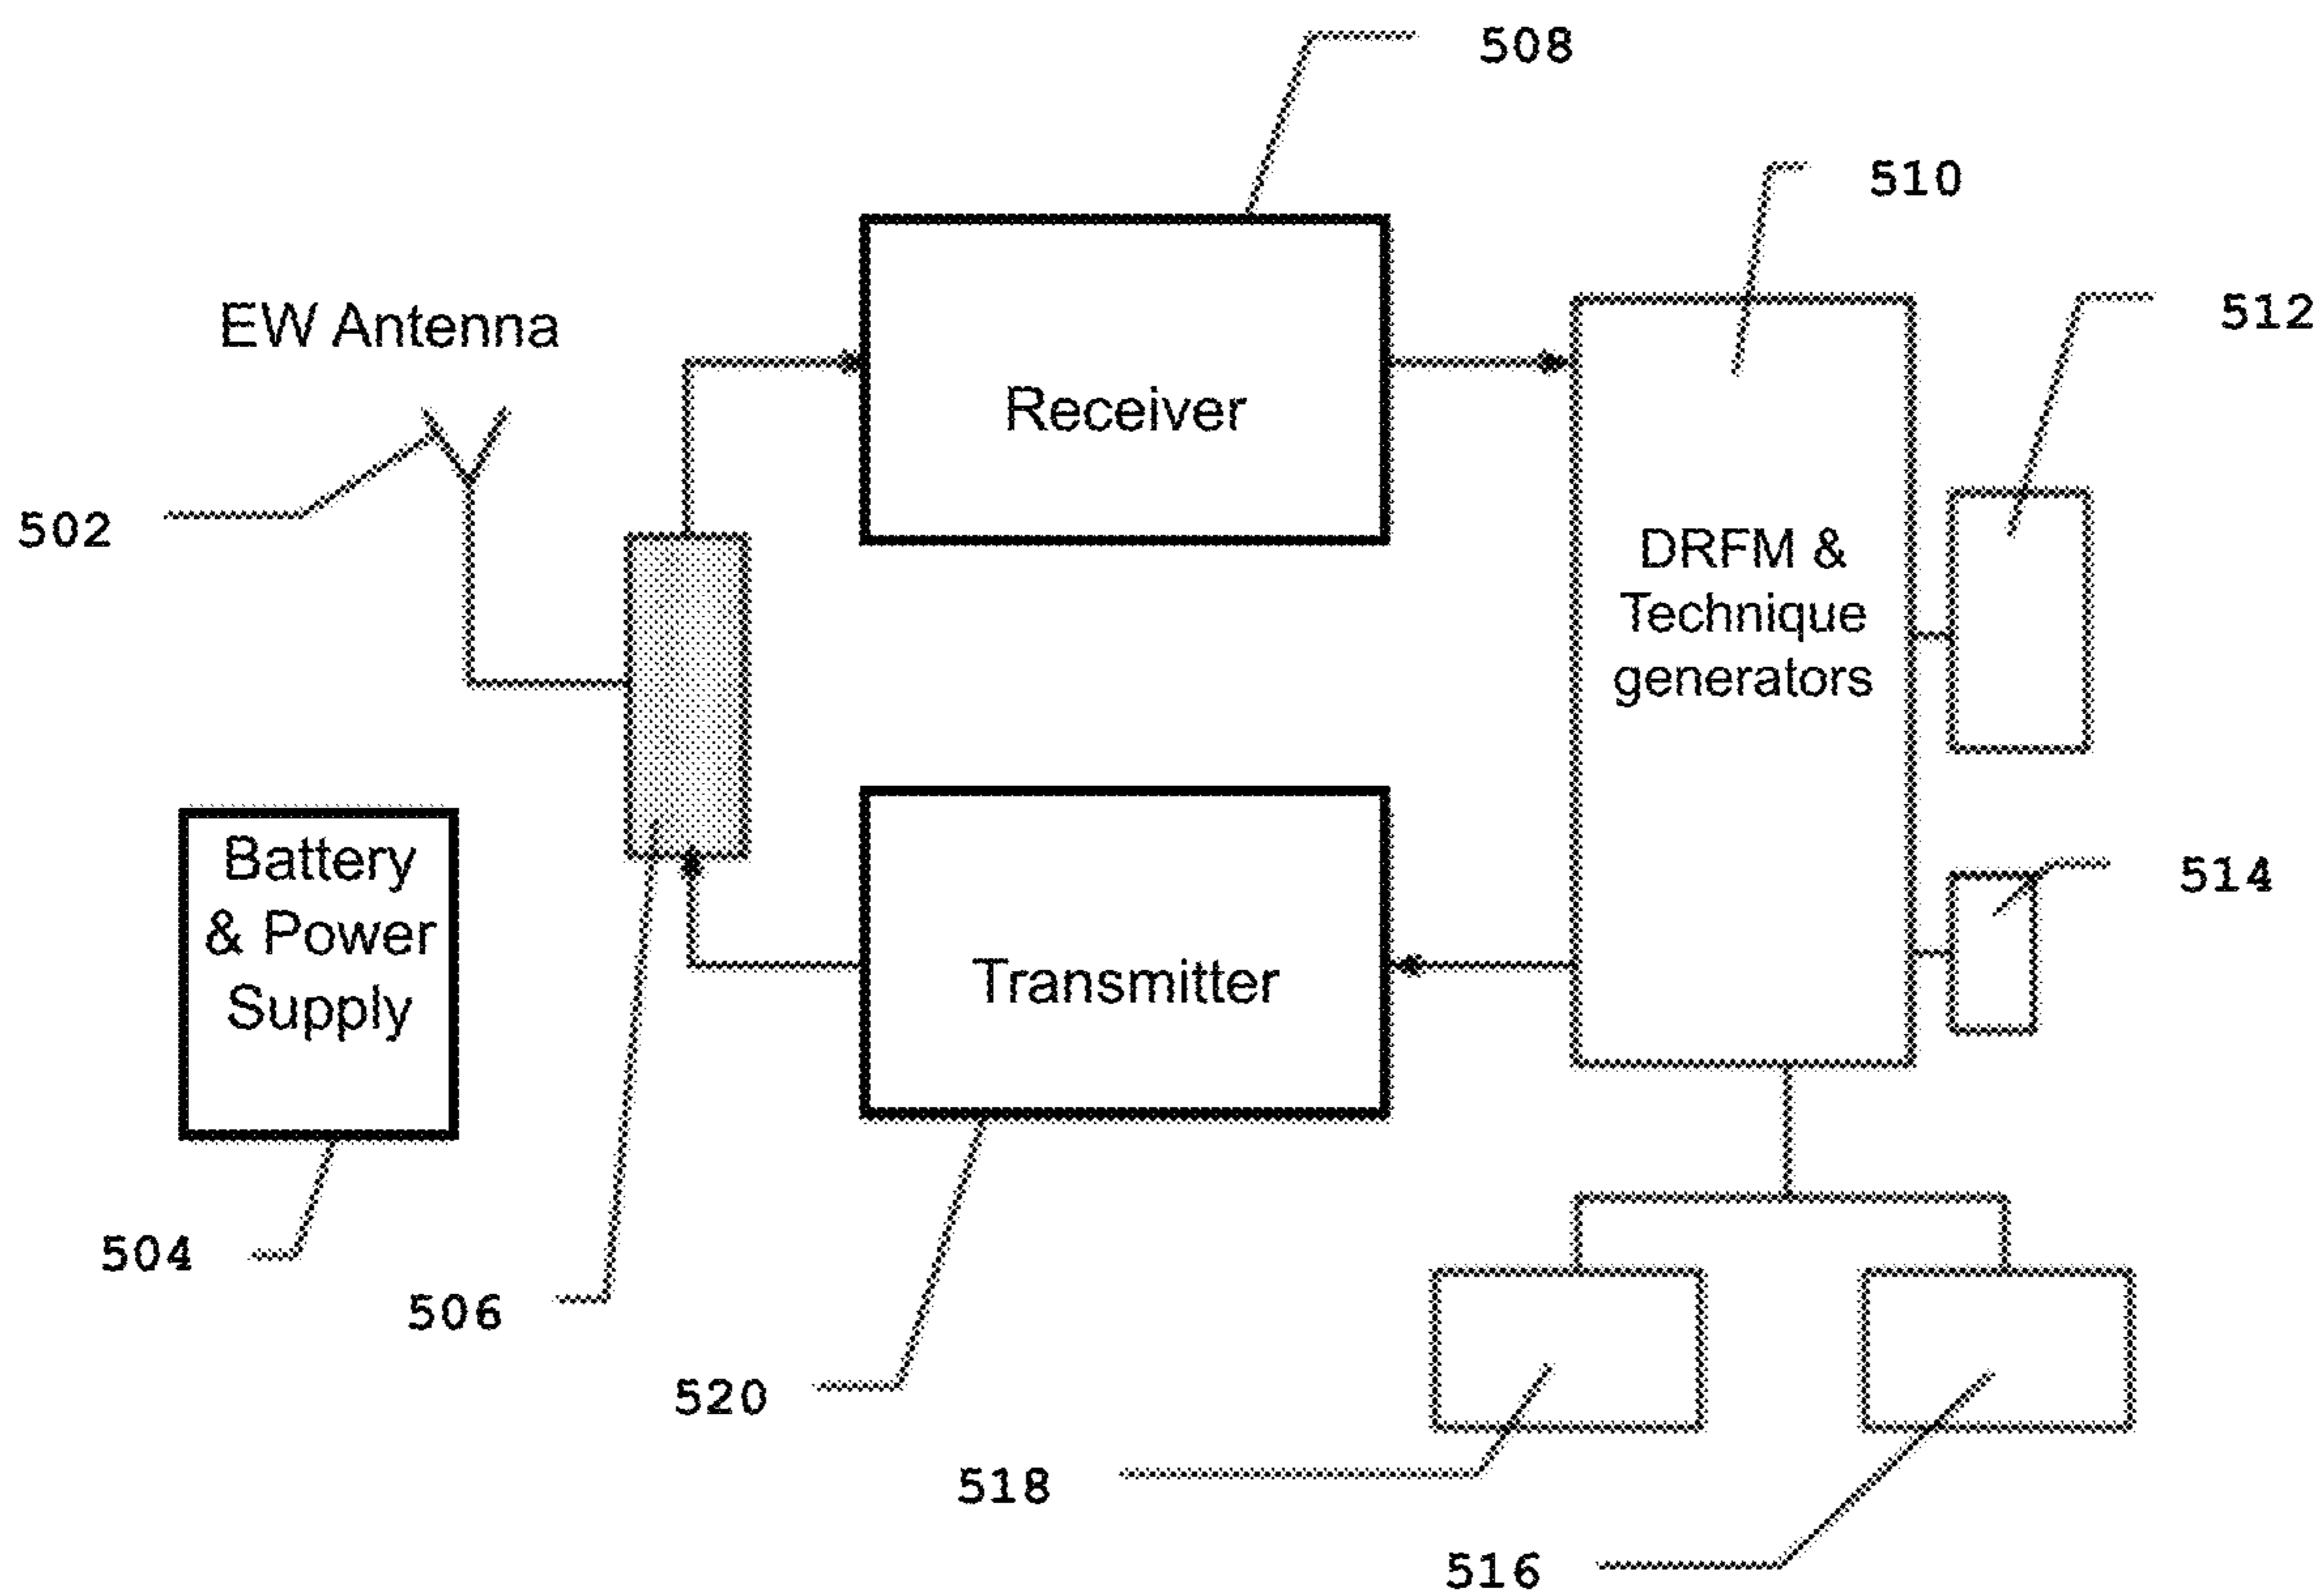 508
510
512
EW Antenna
Receiver
502
DRFM &
Technique
generators
Battery
& Power
Supply
514
Transmitter
504
506
520
518
516